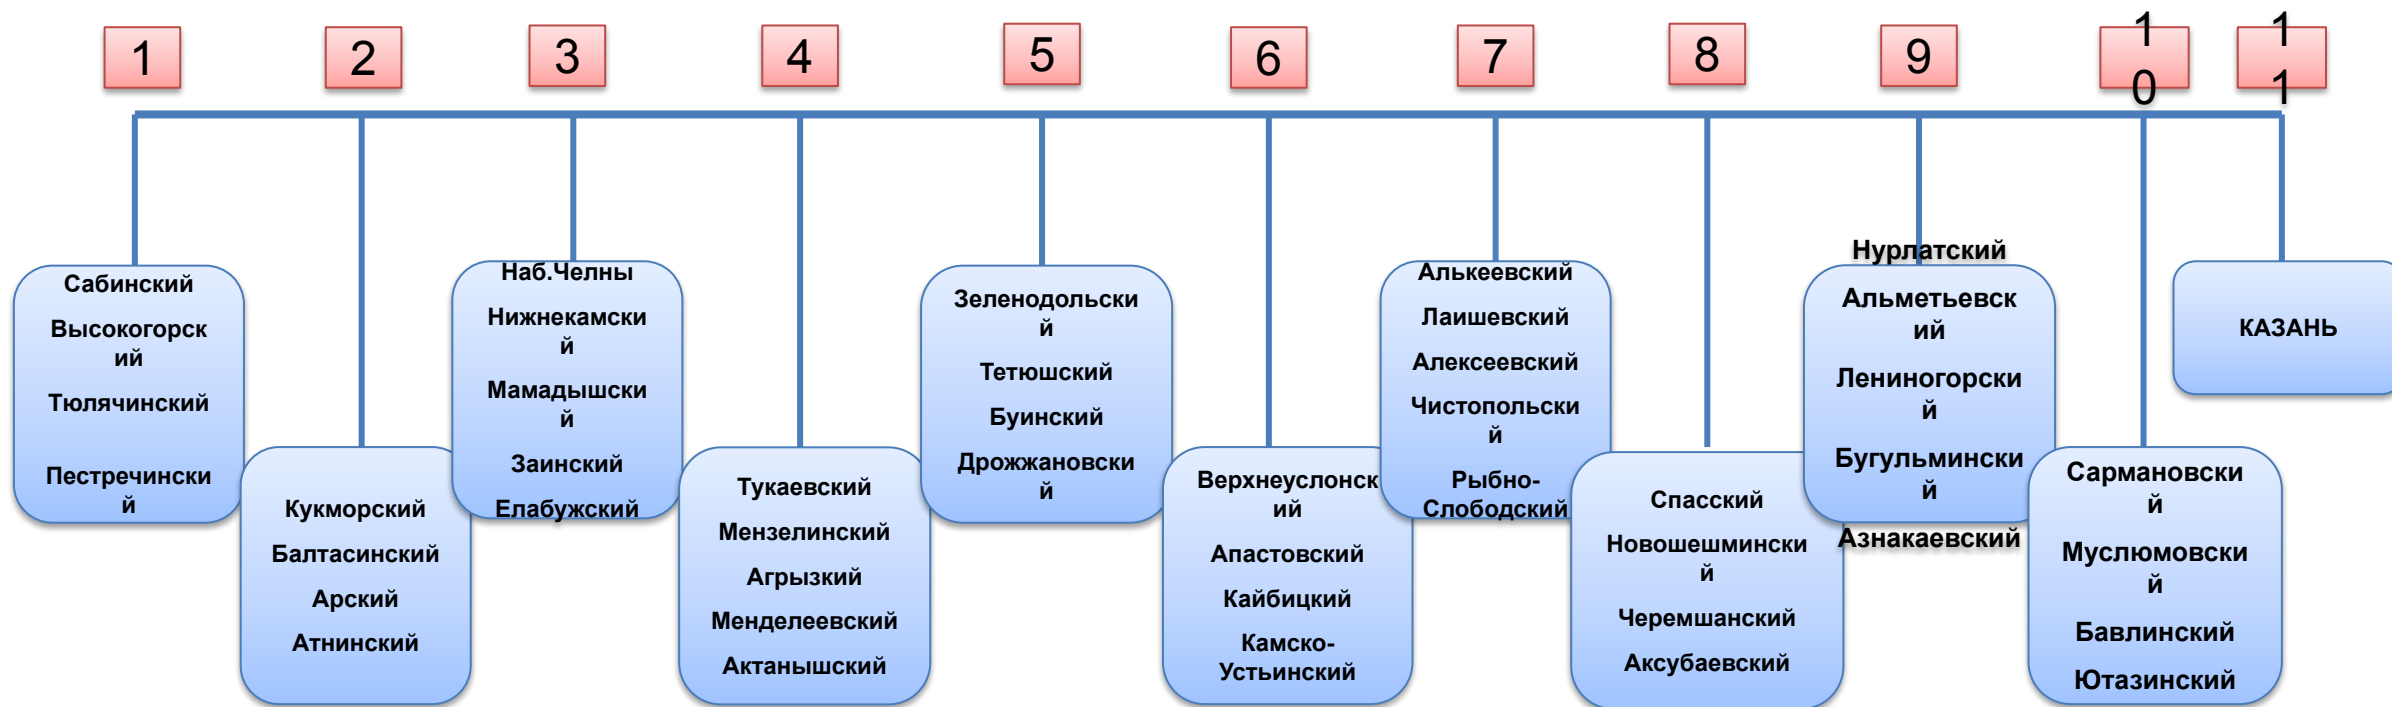 1
2
3
4
5
6
7
8
9
1
0
1
1
Сабинский
Высокогорск
ий
Тюлячинский
Пестречински
й
Кукморский
Балтасинский
Арский
Атнинский
Наб.Челны
Нижнекамски
й
Мамадышски
й
Заинский
Елабужский
Тукаевский
Мензелинский
Агрызкий
Менделеевский
Актанышский
Зеленодольски
й
Тетюшский
Буинский
Дрожжановски
й
Верхнеуслонск
ий
Апастовский
Кайбицкий
Камско-
Устьинский
Алькеевский
Лаишевский
Алексеевский
Чистопольски
й
Рыбно-
Слободский
Спасский
Новошешмински
й
Черемшанский
Аксубаевский
Нурлатский
Альметьевск
ий
Лениногорски
й
Бугульмински
й
Азнакаевский
Сармановски
й
Муслюмовски
й
Бавлинский
Ютазинский
КАЗАНЬ